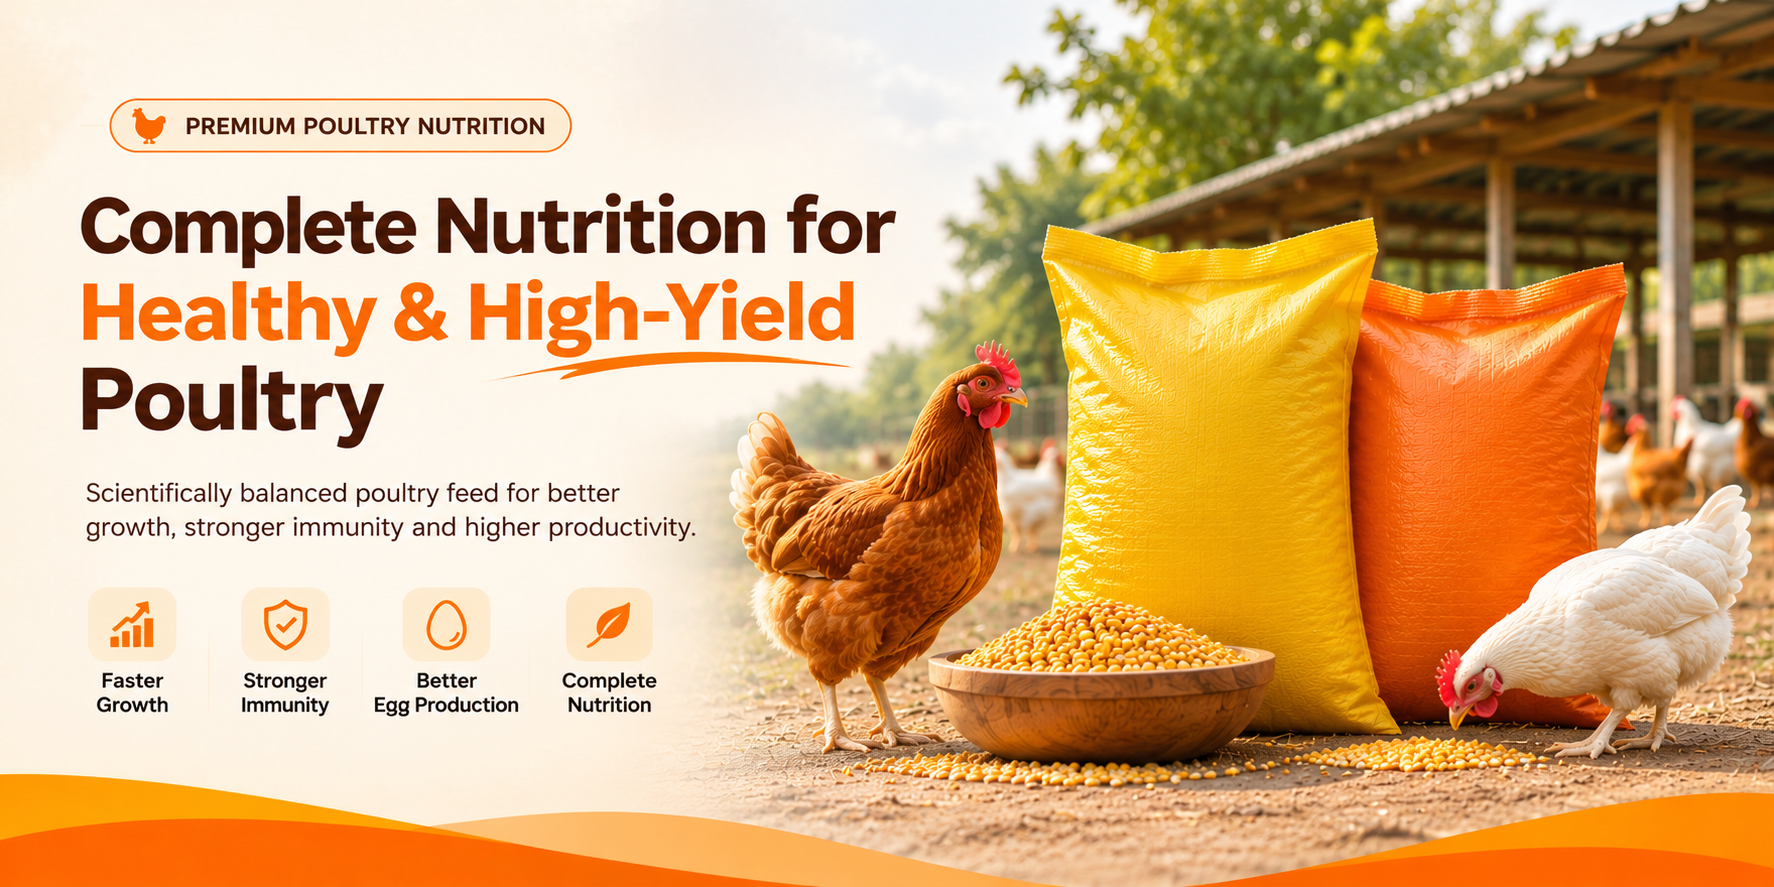 PREMIUM POULTRY NUTRITION
Complete Nutrition for
Healthy & High-Yield
Poultry
Scientifically balanced poultry feed for better
growth, stronger immunity and higher productivity.
Faster
Growth
Stronger
Immunity
Better
Egg Production
Complete
Nutrition